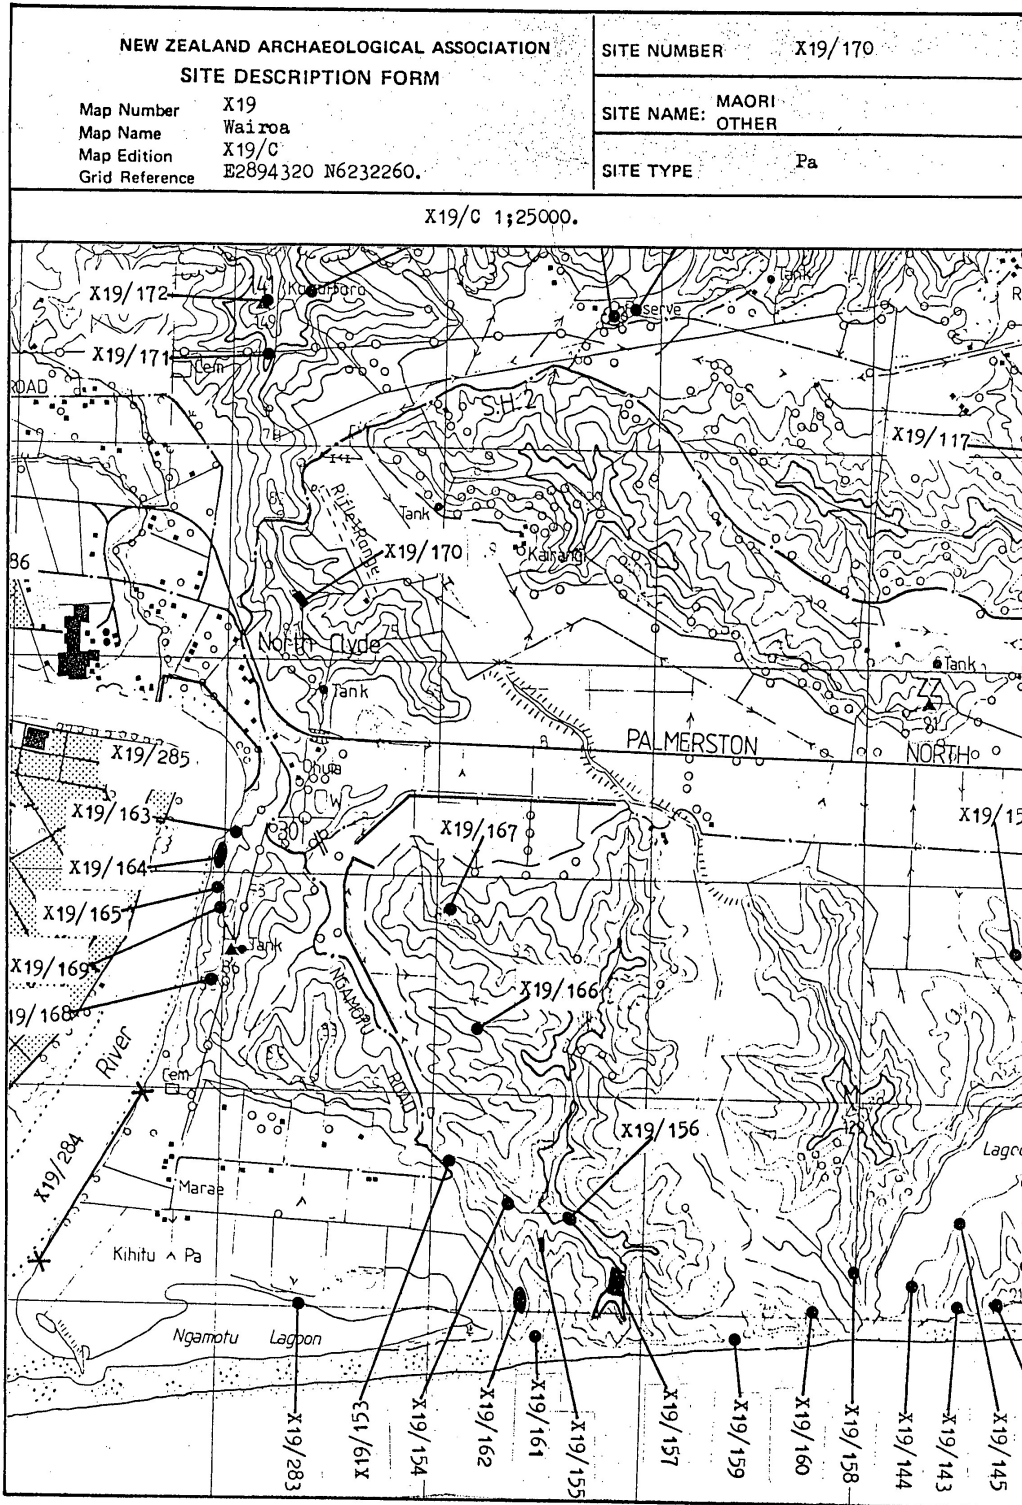 NEW ZEALAND ARCHAEOLOGICAL ASSOCIATION
SITE DESCRIPTION FORM
Map Number X19
Map Name Wairoa
Map Edition X19/C
Grid Reference E2894320 N6232260.
SITE NUMBER X19/170
SITE NAME: MAORI
OTHER
SITE TYPE Pa
X19/C 1;25000.
X19/172
141
Tank
149
X19/171
Cem
ROAD
S.H.2
X19/117
Rifle Range
Tank
X19/170
Kairangi
86
North Clyde
Tank
Tank
ZZ
91
X19/285
Ohuia
PALMERSTON NORTH
X19/163
30
X19/167
X19/15
X19/164
X19/165
X19/169
Tank
X19/166
19/168
NGAMOTU
ROAD
River
Cem
M
X19/156
X19/284
Marae
Kihitu Pa
Ngamotu Lagoon
X19/283
X19/153
X19/154
X19/162
X19/161
X19/155
X19/157
X19/159
X19/160
X19/158
X19/144
X19/143
X19/145